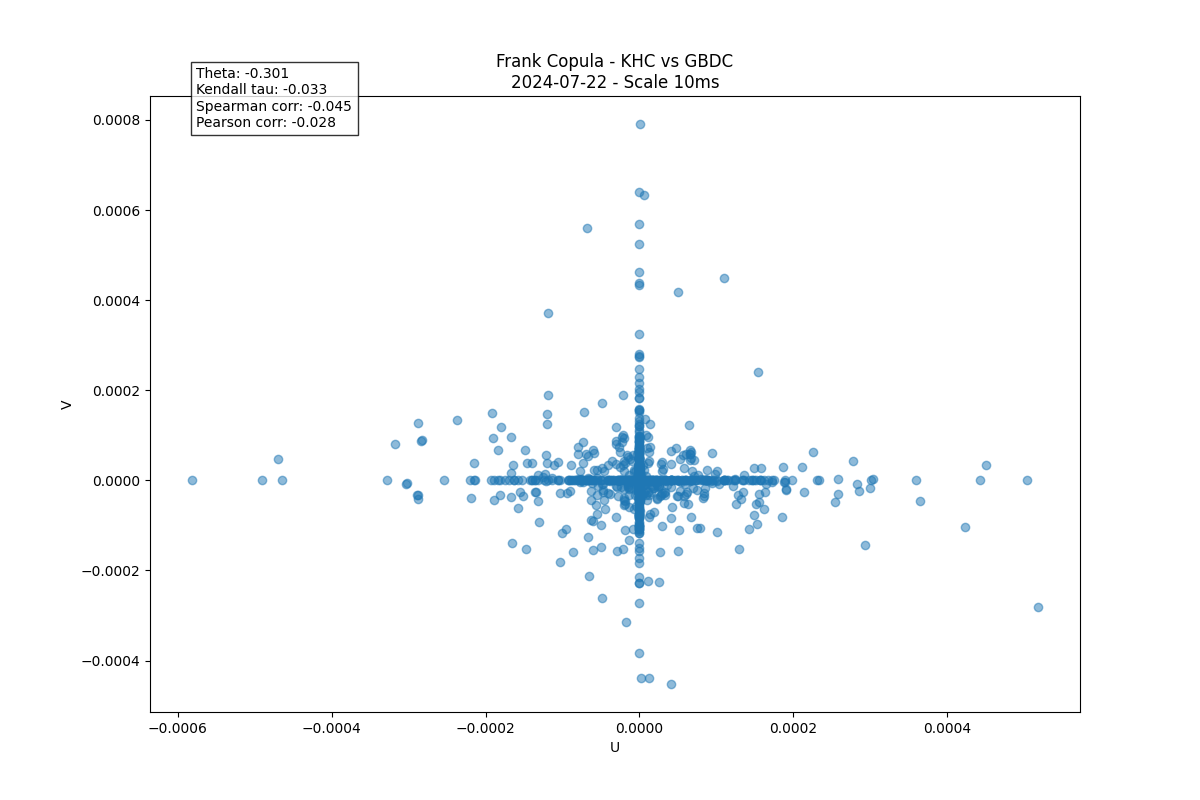 Frank Copula - KHC vs GBDC
2024-07-22 - Scale 10ms
Theta: -0.301
Kendall tau: -0.033
Spearman corr: -0.045
Pearson corr: -0.028
0.0008
0.0006
0.0004
0.0002
0.0000
−0.0002
−0.0004
V
−0.0006 −0.0004 −0.0002 0.0000 0.0002 0.0004
U